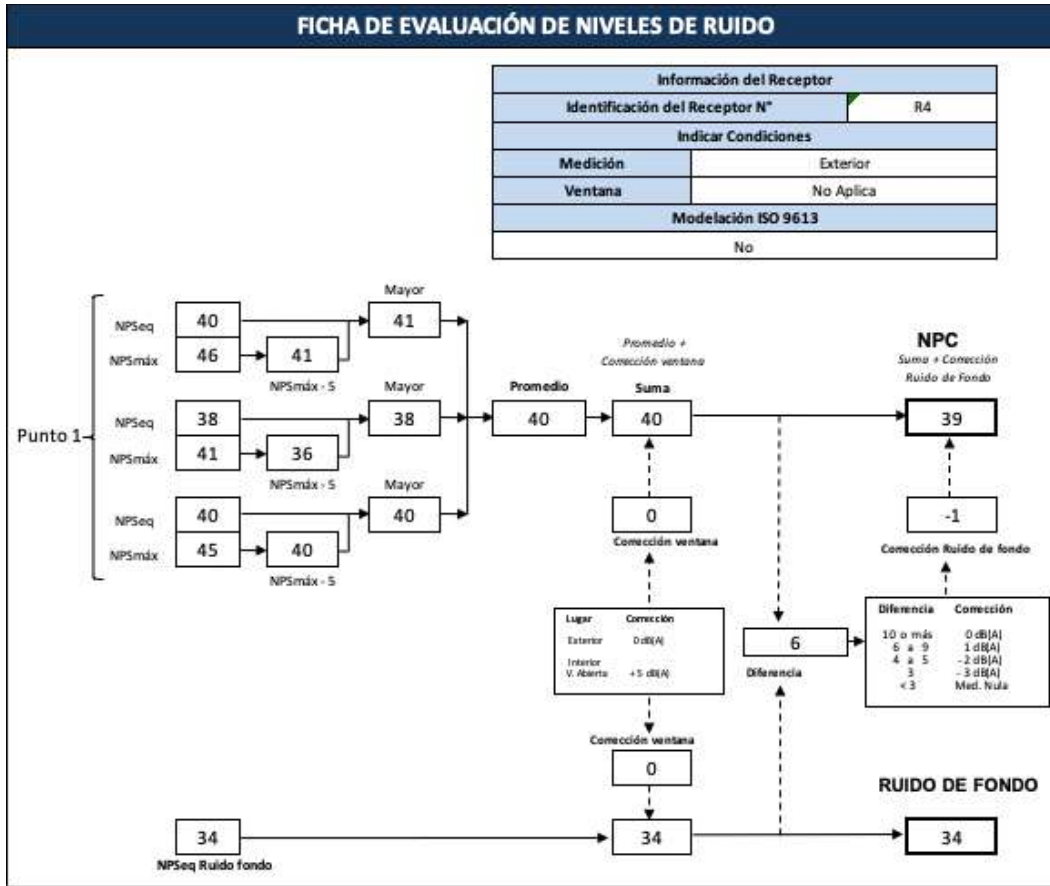 FICHA DE EVALUACIÓN DE NIVELES DE RUIDO
Información del Receptor
Identificación del Receptor N° R4
Indicar Condiciones
Medición Exterior
Ventana No Aplica
Modelación ISO 9613
No
Punto 1
NPSeq 40
NPSmáx 46
41
NPSmáx - 5
Mayor
41
NPSeq 38
NPSmáx 41
36
NPSmáx - 5
Mayor
38
NPSeq 40
NPSmáx 45
40
NPSmáx - 5
Mayor
40
Promedio
40
Promedio +
Corrección ventana
Suma
40
0
Corrección ventana
Lugar Corrección
Exterior 0 dB(A)
Interior
V. Abierta +5 dB(A)
Corrección ventana
0
NPC
Suma + Corrección
Ruido de Fondo
39
-1
Corrección Ruido de fondo
6
Diferencia
Diferencia Corrección
10 o más 0 dB(A)
6 a 9 1 dB(A)
4 a 5 -2 dB(A)
3 -3 dB(A)
< 3 Med. Nula
34
NPSeq Ruido fondo
34
RUIDO DE FONDO
34